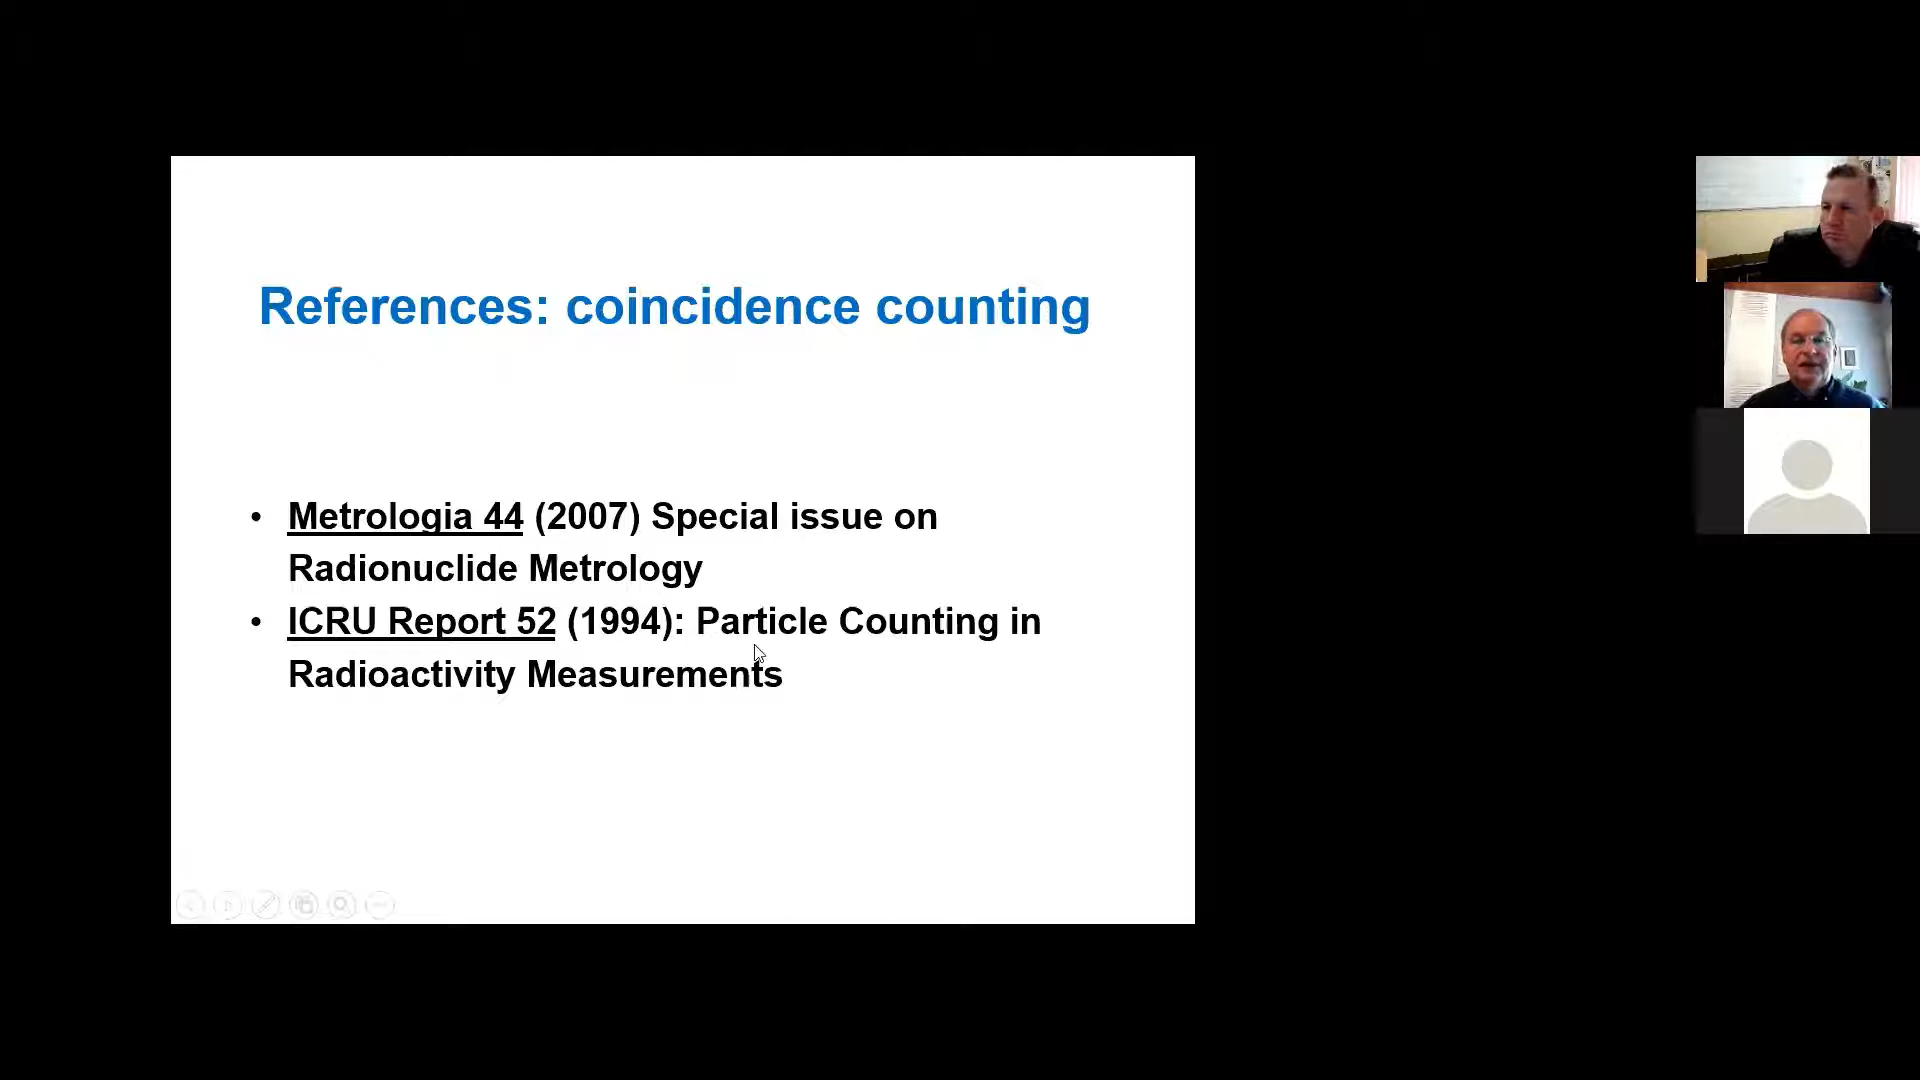 References: coincidence counting
• Metrologia 44 (2007) Special issue on
Radionuclide Metrology
• ICRU Report 52 (1994): Particle Counting in
Radioactivity Measurements